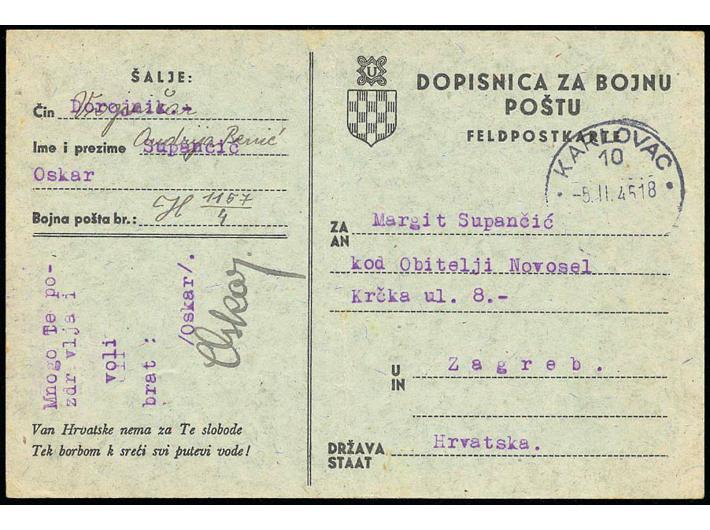 ŠALJE:
Čin Dorojnik.-
Vojničar
Andrija Benić
Ime i prezime Supančić
Oskar
Bojna pošta br.: H 1157/4
Mnogo Te po-
zdravlja i
voli
brat :
/Oskar/.
Oskar.
Van Hrvatske nema za Te slobode
Tek borbom k sreći svi putevi vode!
U
DOPISNICA ZA BOJNU
POŠTU
FELDPOSTKARTE
KARLOVAC
10
-5.II.45 18
ZA
AN
Margit Supančić
kod Obitelji Novosel
Krčka ul. 8.-
U
IN
Zagreb.
DRŽAVA
STAAT
Hrvatska.